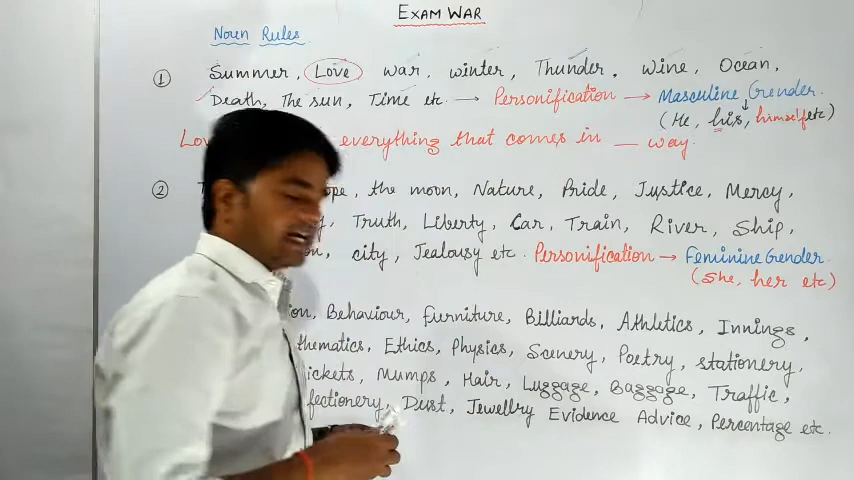 EXAM WAR
Noun Rules
① Summer, Love war, winter, Thunder, Wine, Ocean,
Death, The sun, Time etc → Personification → Masculine Gender
(He, his, himself etc)
everything that comes in __ way.
② the moon, Nature, Pride, Justice, Mercy,
Truth, Liberty, Car, Train, River, Ship,
city, Jealousy etc. Personification → Feminine Gender
(she, her etc)
Behaviour, Furniture, Billiards, Athletics, Innings,
Ethics, Physics, Scenery, Poetry, stationery,
Mumps, Hair, Luggage, Baggage, Traffic,
Dust, Jewellry Evidence Advice, Percentage etc.